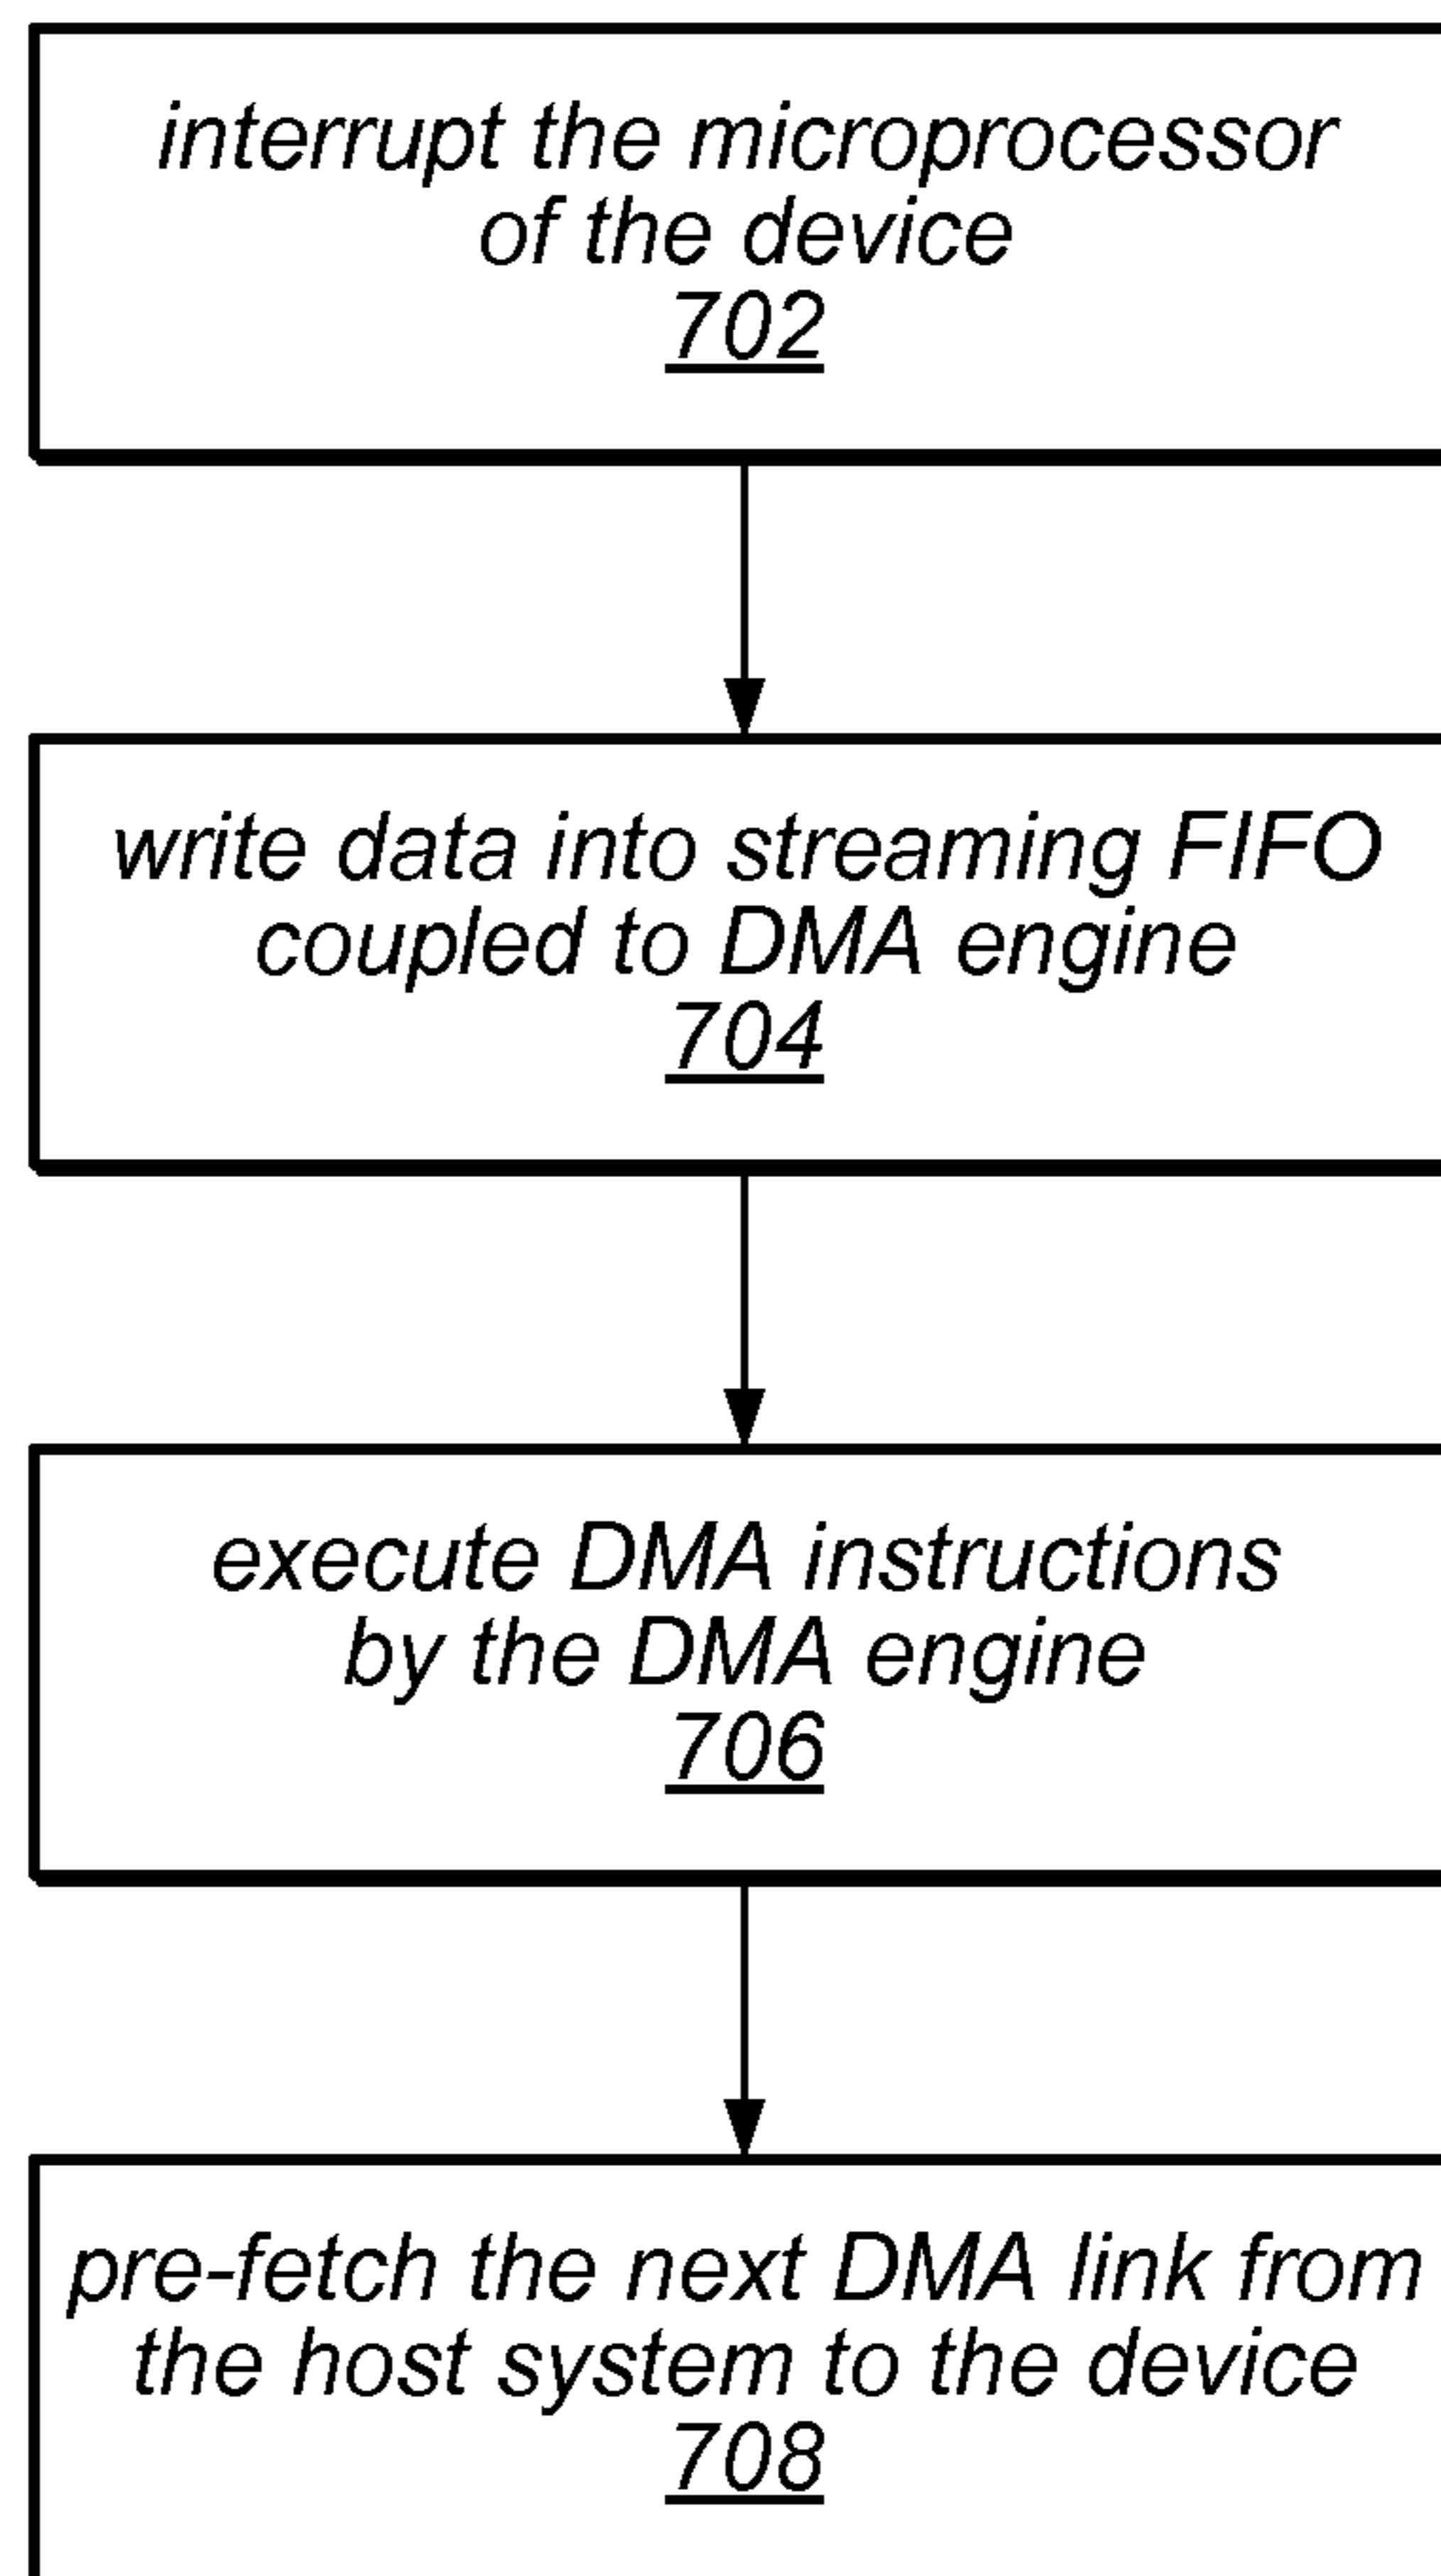 interrupt the microprocessor
of the device
702
write data into streaming FIFO
coupled to DMA engine
704
execute DMA instructions
by the DMA engine
706
pre-fetch the next DMA link from
the host system to the device
708